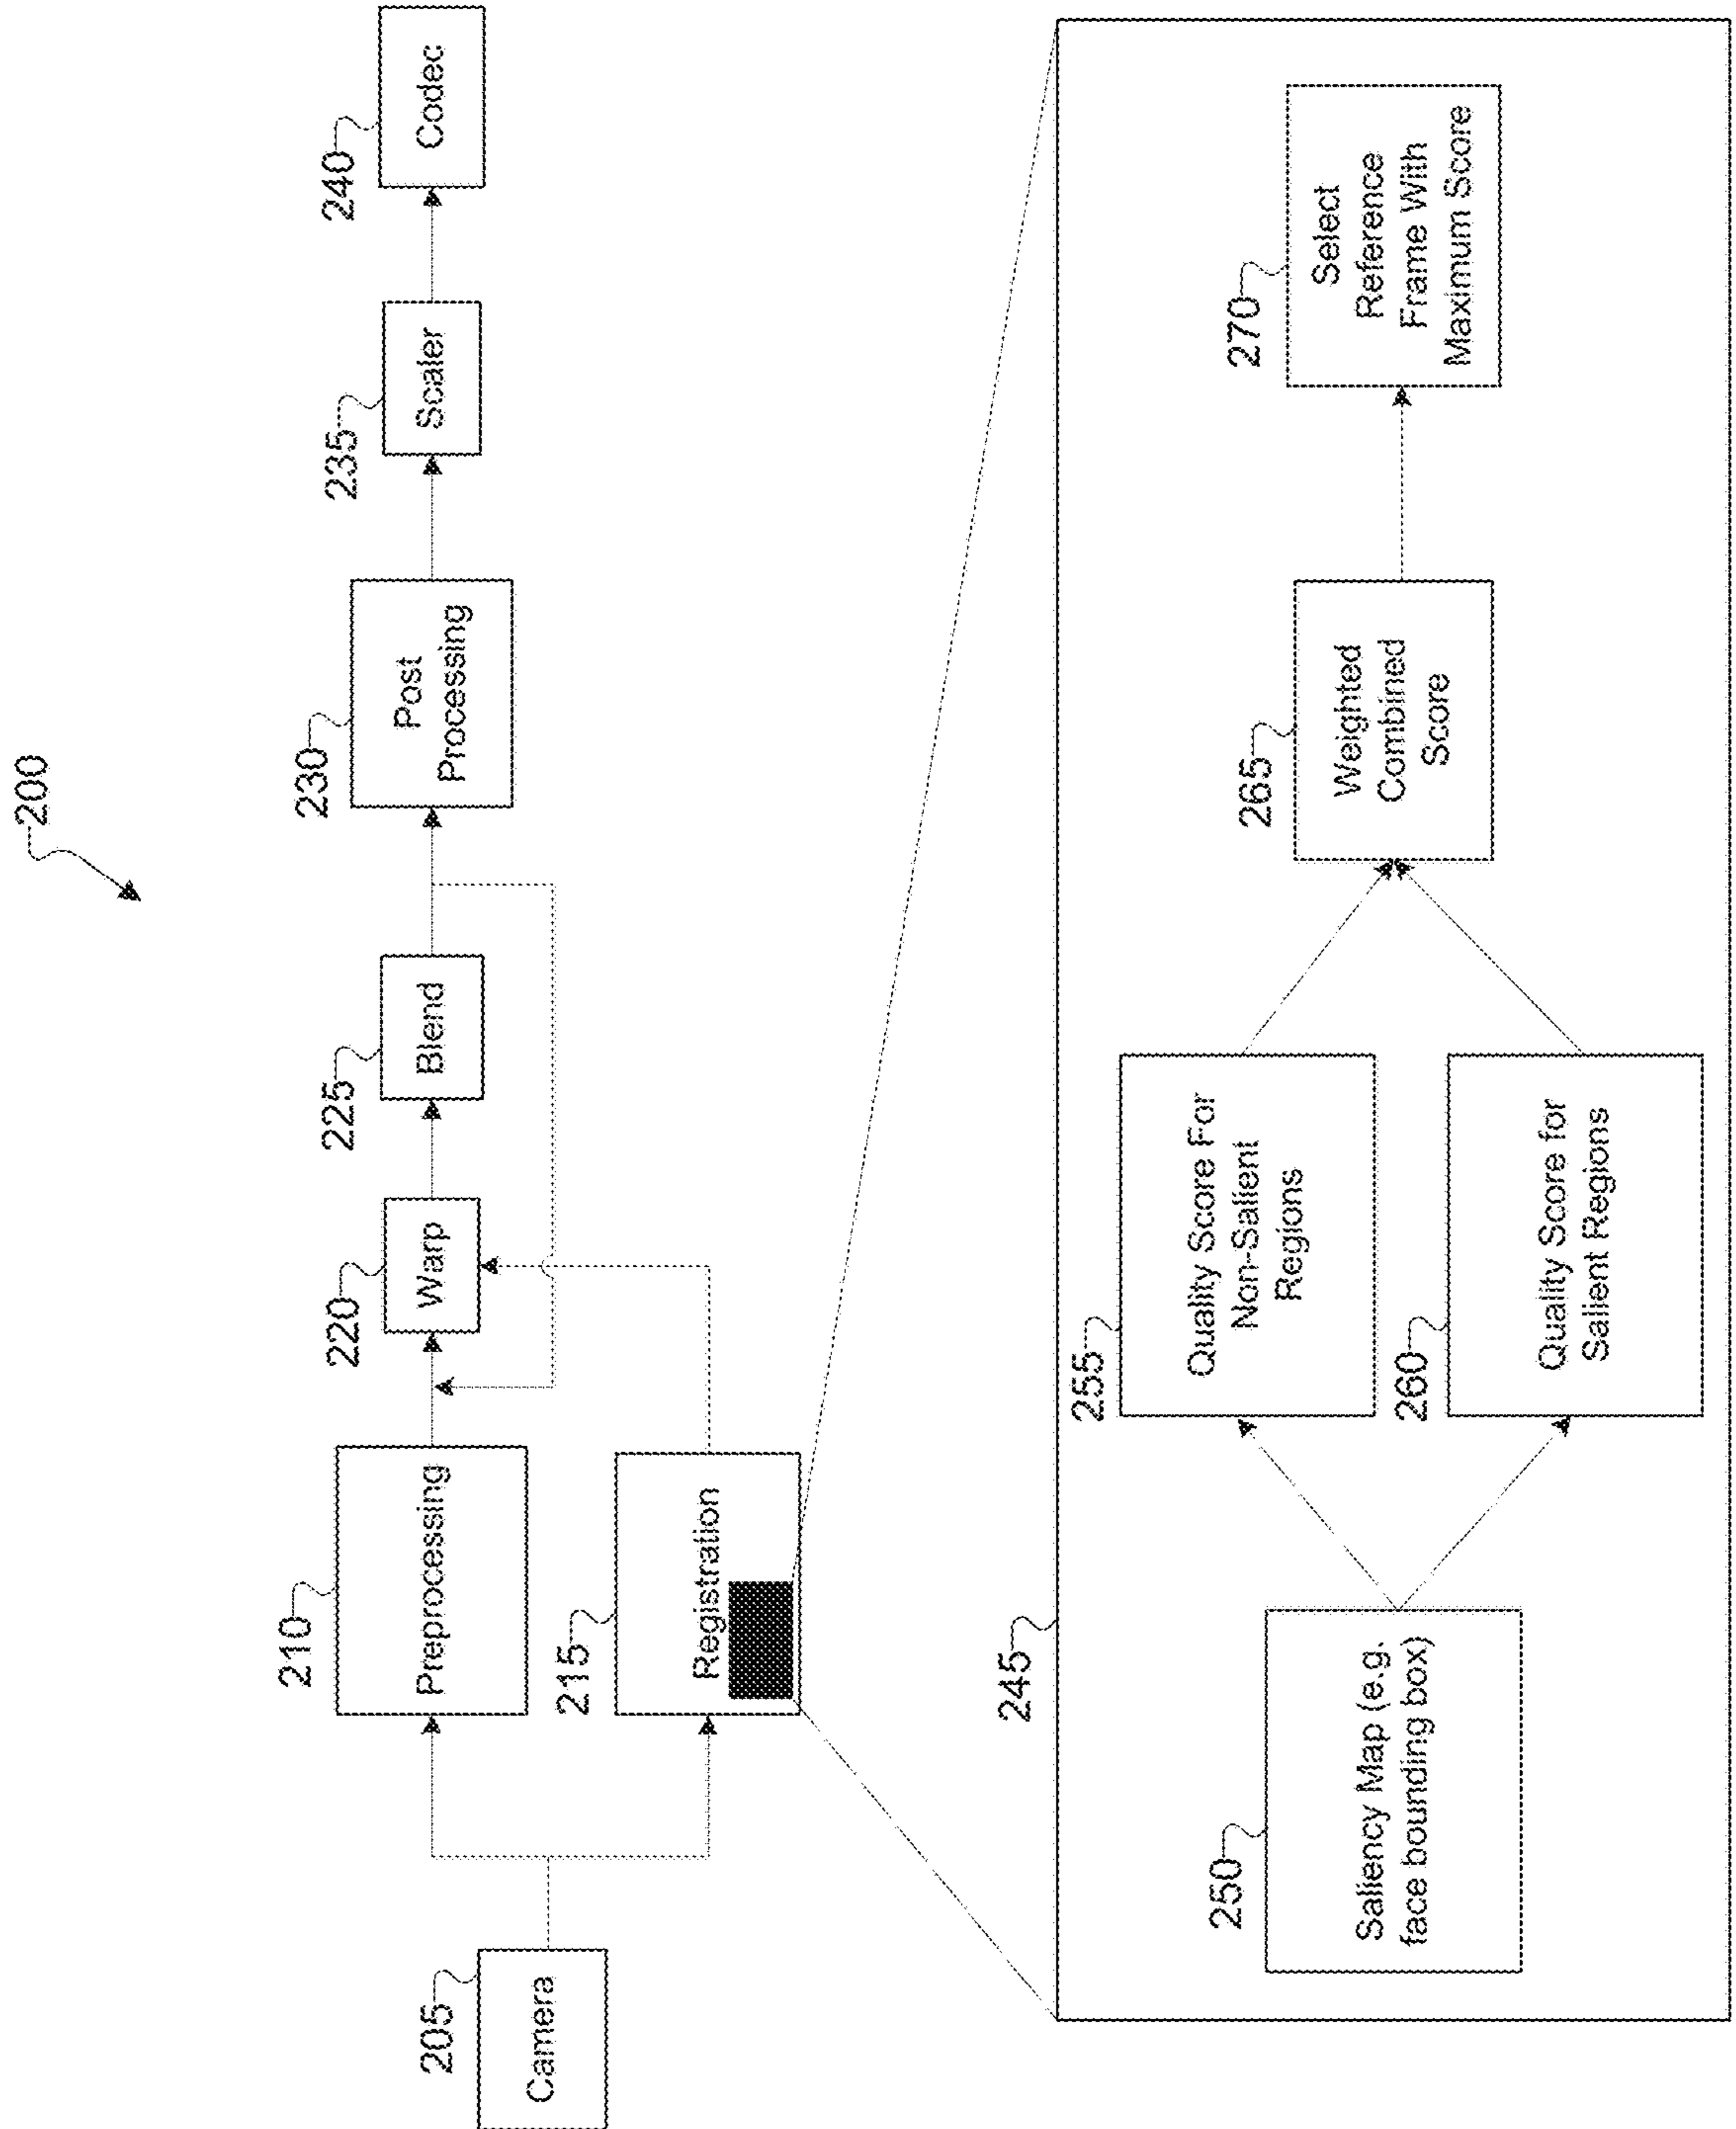 200
205
Camera
210
Preprocessing
215
Registration
220
Warp
225
Blend
230
Post
Processing
235
Scaler
240
Codec
245
250
Saliency Map (e.g.
face bounding box)
255
Quality Score For
Non-Salient
Regions
260
Quality Score for
Salient Regions
265
Weighted
Combined
Score
270
Select
Reference
Frame With
Maximum Score